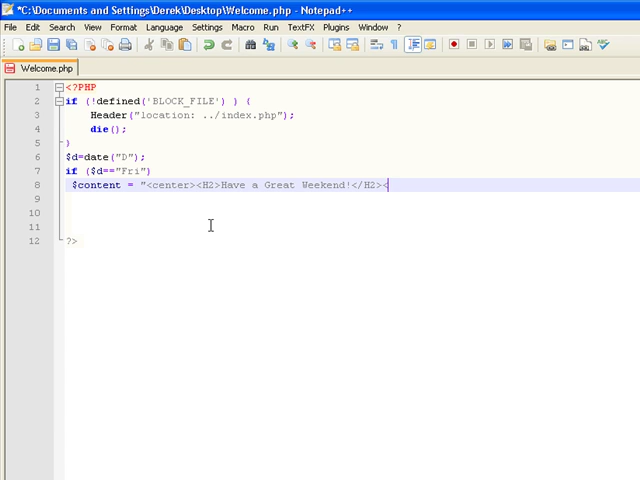 *C:\Documents and Settings\Derek\Desktop\Welcome.php - Notepad++
File Edit Search View Format Language Settings Macro Run TextFX Plugins Window ?
Welcome.php
1 <?PHP
2 if (!defined('BLOCK_FILE') ) {
3 Header("location: ../index.php");
4 die();
5 }
6 $d=date("D");
7 if ($d=="Fri")
8 $content = "<center><H2>Have a Great Weekend!</H2><
9
10
11
12 ?>